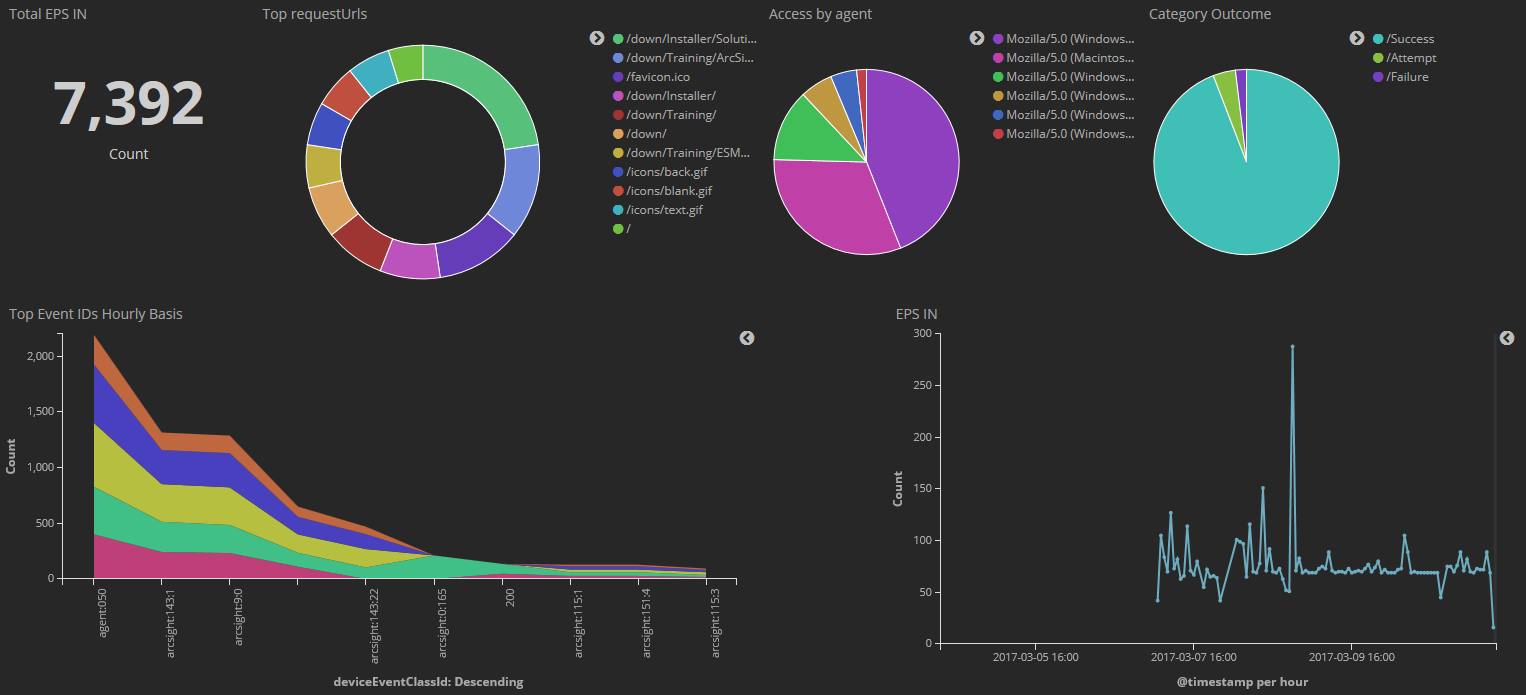 Total EPS IN
7,392
Count
Top requestUrls
/down/Installer/Soluti...
/down/Training/ArcSi...
/favicon.ico
/down/Installer/
/down/Training/
/down/
/down/Training/ESM...
/icons/back.gif
/icons/blank.gif
/icons/text.gif
/
Access by agent
Mozilla/5.0 (Windows...
Mozilla/5.0 (Macintos...
Mozilla/5.0 (Windows...
Mozilla/5.0 (Windows...
Mozilla/5.0 (Windows...
Mozilla/5.0 (Windows...
Category Outcome
/Success
/Attempt
/Failure
Top Event IDs Hourly Basis
Count
2,000
1,500
1,000
500
0
agent:050
arcsight:143:1
arcsight:9:0
arcsight:143:22
arcsight:0:165
200
arcsight:115:1
arcsight:151:4
arcsight:115:3
deviceEventClassId: Descending
EPS IN
Count
300
250
200
150
100
50
0
2017-03-05 16:00
2017-03-07 16:00
2017-03-09 16:00
@timestamp per hour